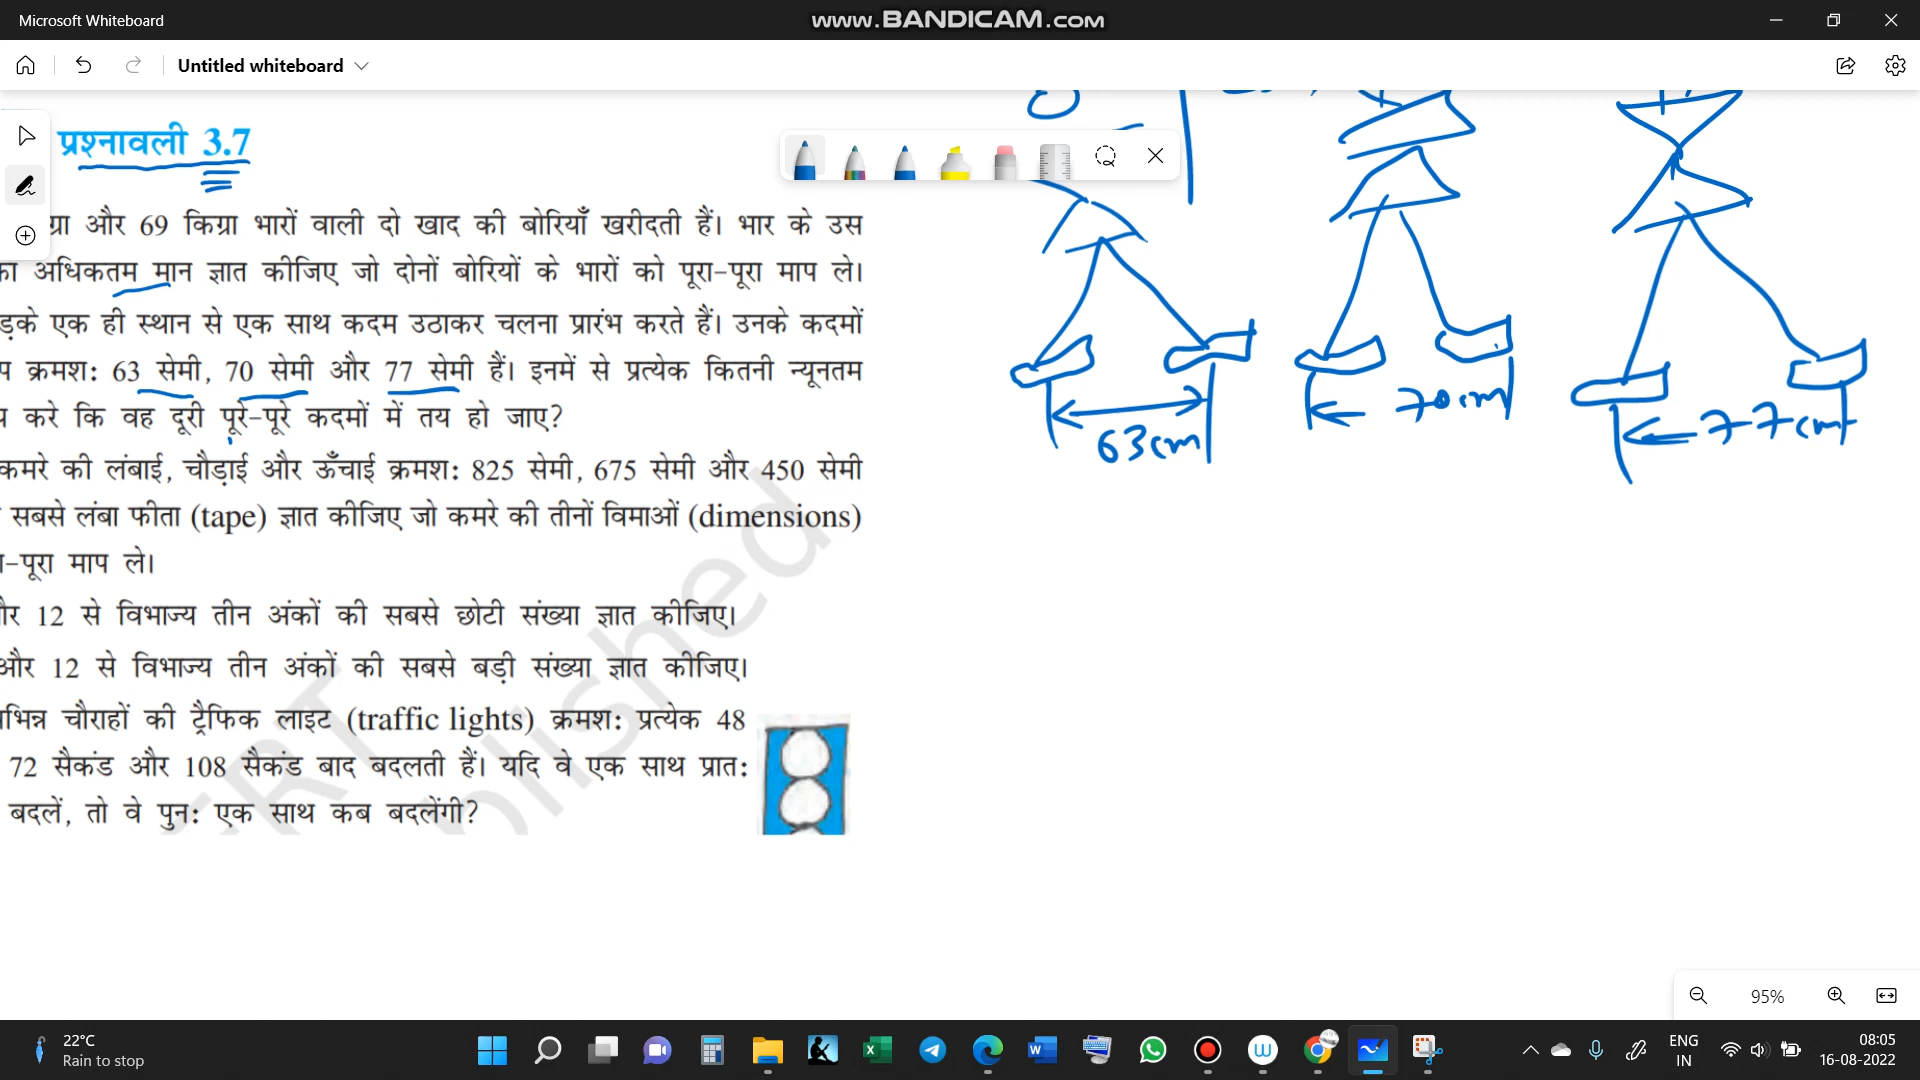 Microsoft Whiteboard
www.BANDICAM.com
Untitled whiteboard
प्रश्नावली 3.7
ग्रा और 69 किग्रा भारों वाली दो खाद की बोरियाँ खरीदती हैं। भार के उस
का अधिकतम मान ज्ञात कीजिए जो दोनों बोरियों के भारों को पूरा-पूरा माप ले।
ड़के एक ही स्थान से एक साथ कदम उठाकर चलना प्रारंभ करते हैं। उनके कदमों
प क्रमश: 63 सेमी, 70 सेमी और 77 सेमी हैं। इनमें से प्रत्येक कितनी न्यूनतम
य करे कि वह दूरी पूरे-पूरे कदमों में तय हो जाए?
कमरे की लंबाई, चौड़ाई और ऊँचाई क्रमश: 825 सेमी, 675 सेमी और 450 सेमी
सबसे लंबा फीता (tape) ज्ञात कीजिए जो कमरे की तीनों विमाओं (dimensions)
ा-पूरा माप ले।
और 12 से विभाज्य तीन अंकों की सबसे छोटी संख्या ज्ञात कीजिए।
और 12 से विभाज्य तीन अंकों की सबसे बड़ी संख्या ज्ञात कीजिए।
भिन्न चौराहों की ट्रैफिक लाइट (traffic lights) क्रमश: प्रत्येक 48
72 सैकंड और 108 सैकंड बाद बदलती हैं। यदि वे एक साथ प्रात:
बदलें, तो वे पुन: एक साथ कब बदलेंगी?
63cm
70cm
77cm
95%
22°C
Rain to stop
ENG
IN
08:05
16-08-2022